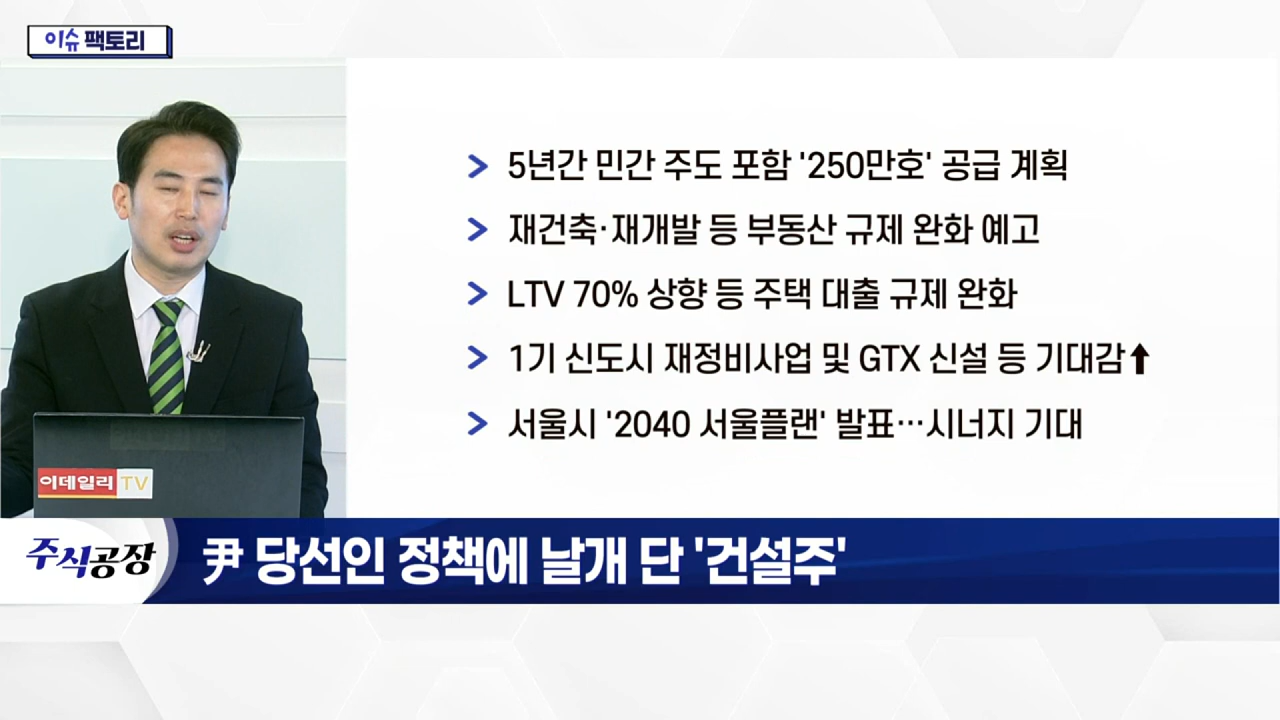 이슈 팩토리
> 5년간 민간 주도 포함 '250만호' 공급 계획
> 재건축·재개발 등 부동산 규제 완화 예고
> LTV 70% 상향 등 주택 대출 규제 완화
> 1기 신도시 재정비사업 및 GTX 신설 등 기대감⬆
> 서울시 '2040 서울플랜' 발표…시너지 기대
이데일리 TV
주식공장
尹 당선인 정책에 날개 단 '건설주'